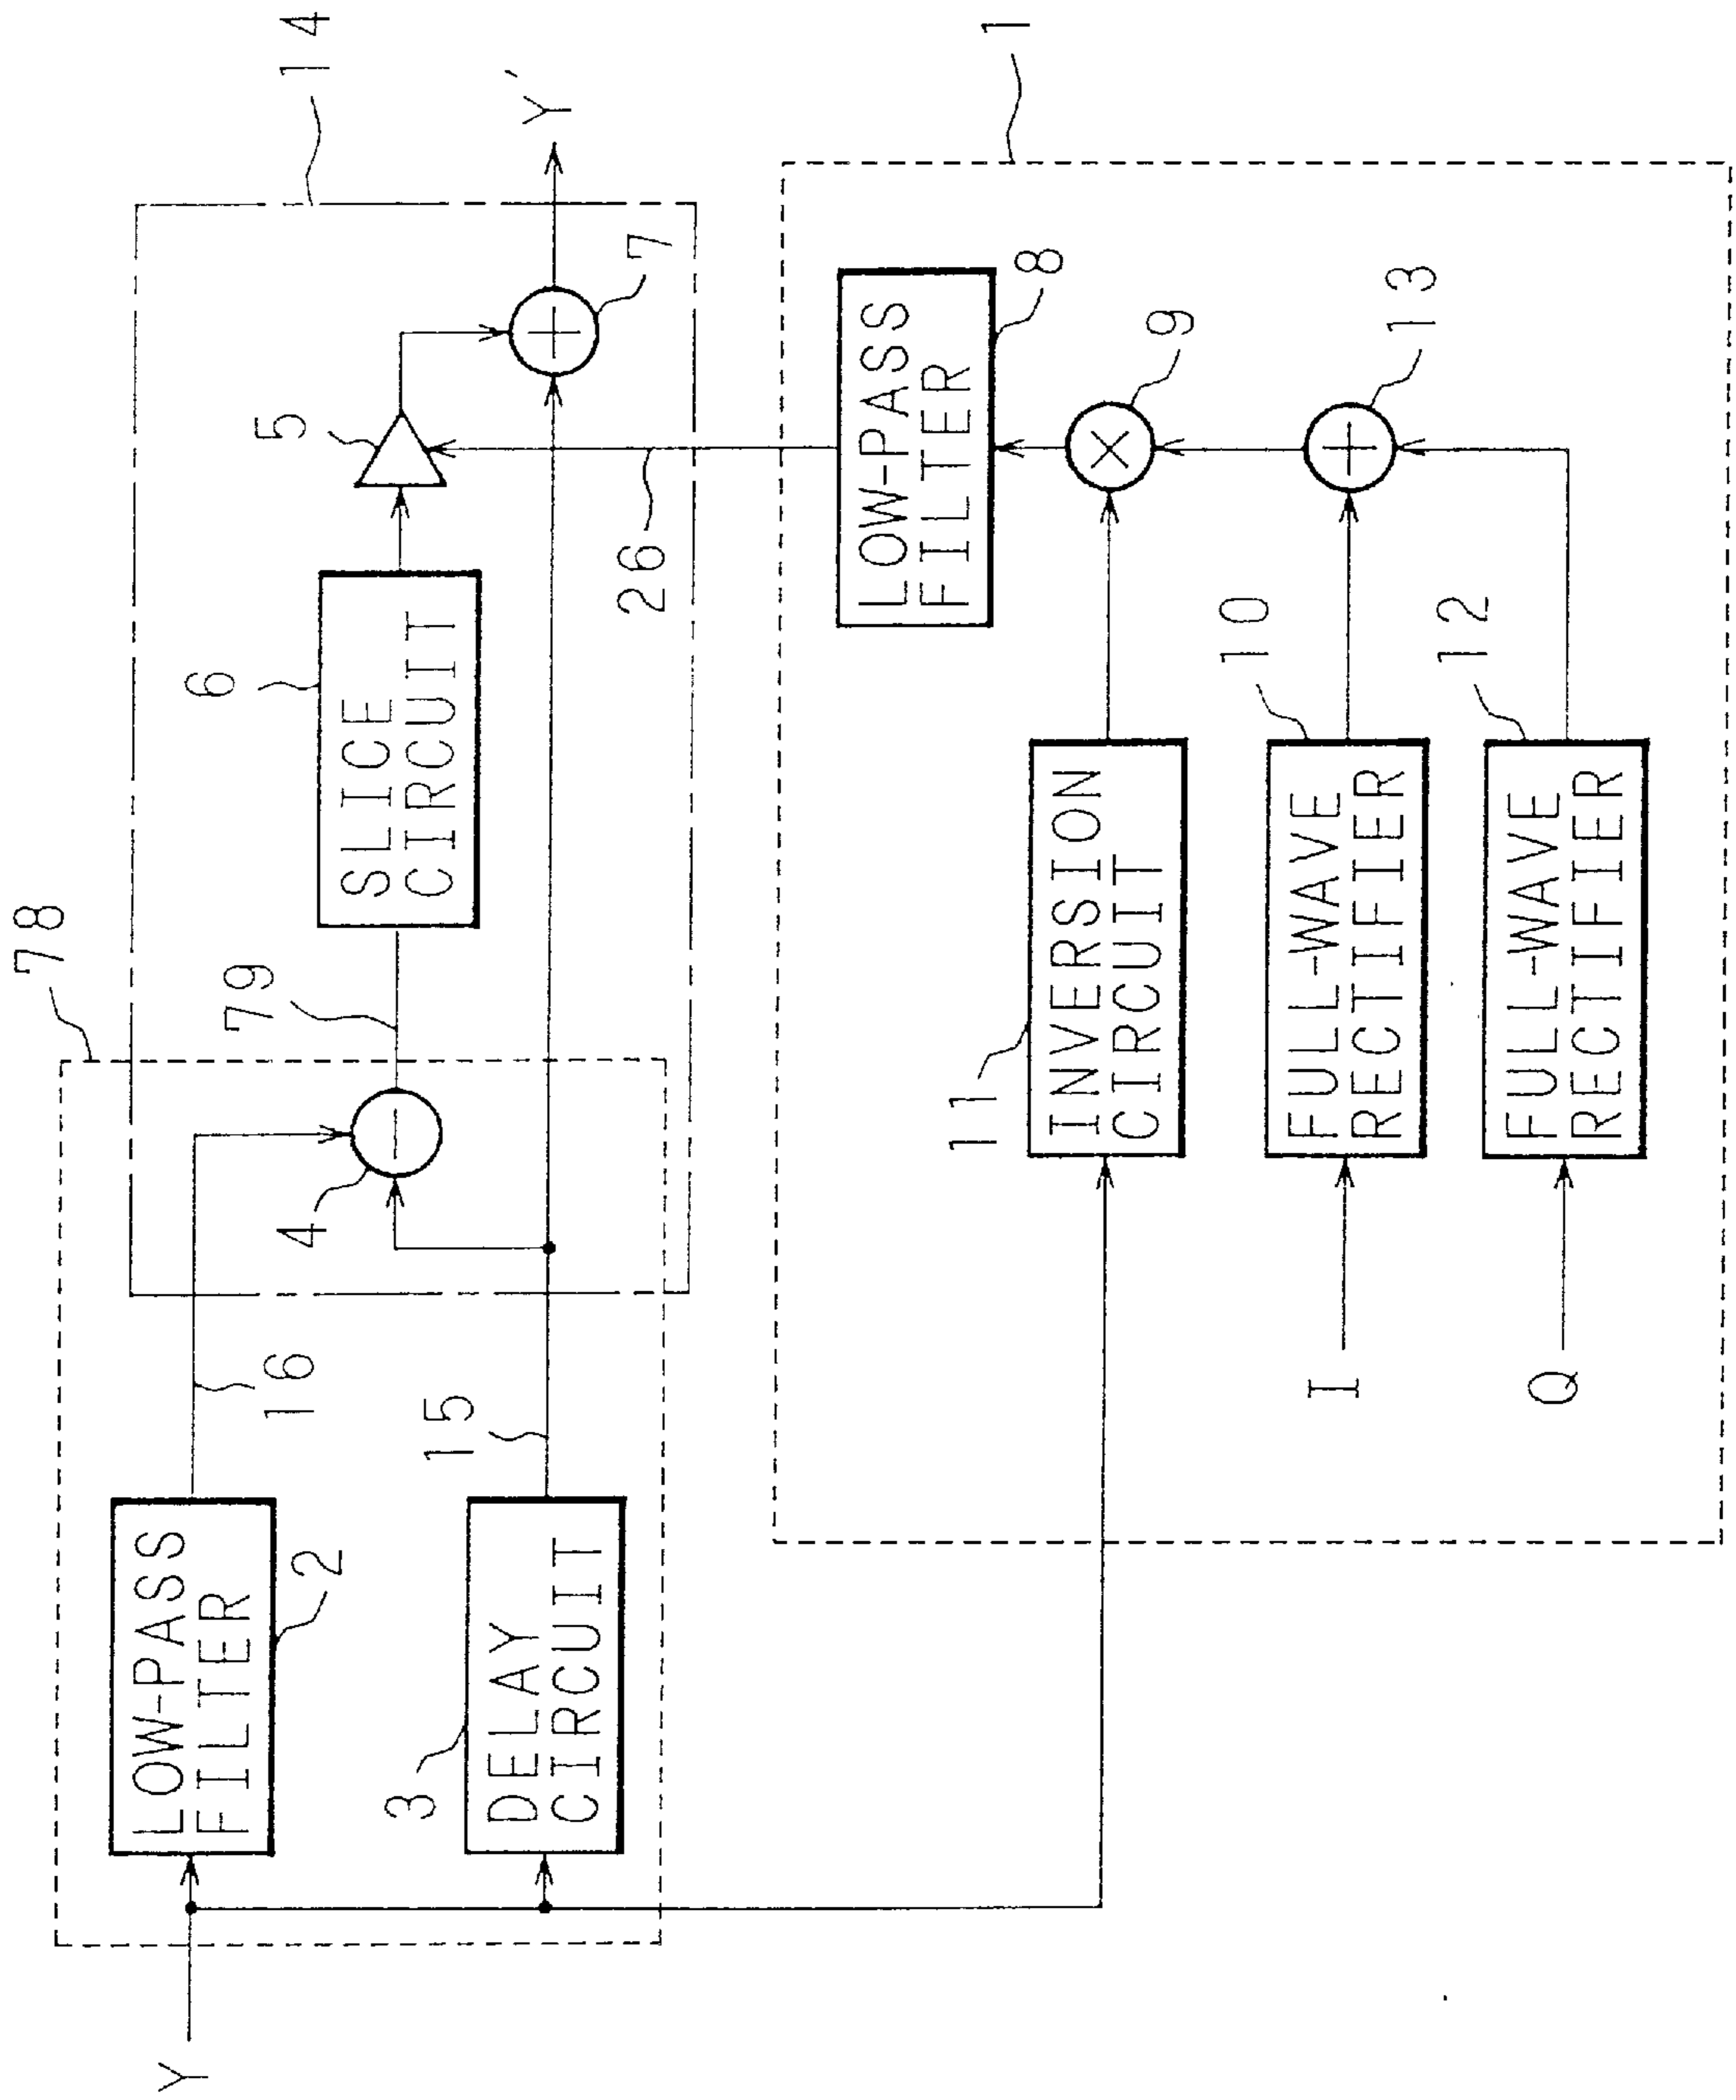 78
14
LOW-PASS
FILTER
2
16
4
79
6
SLICE
CIRCUIT
5
Y
3
DELAY
CIRCUIT
15
26
7
Y'
1
LOW-PASS
FILTER
8
11
INVERSION
CIRCUIT
9
I
FULL-WAVE
RECTIFIER
10
13
Q
FULL-WAVE
RECTIFIER
12